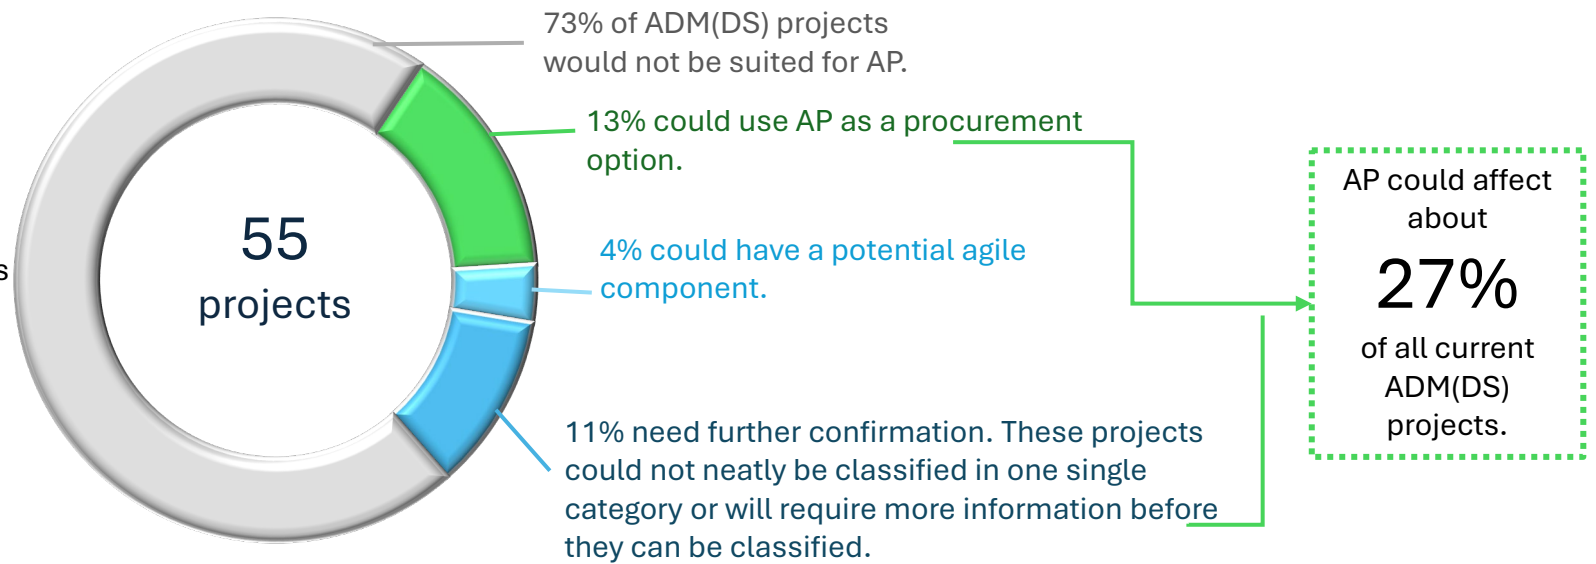 73% of ADM(DS) projects
would not be suited for AP.
13% could use AP as a procurement
option.
4% could have a potential agile
component.
s
55
projects
11% need further confirmation. These projects
could not neatly be classified in one single
category or will require more information before
they can be classified.
AP could affect
about
27%
of all current
ADM(DS)
projects.